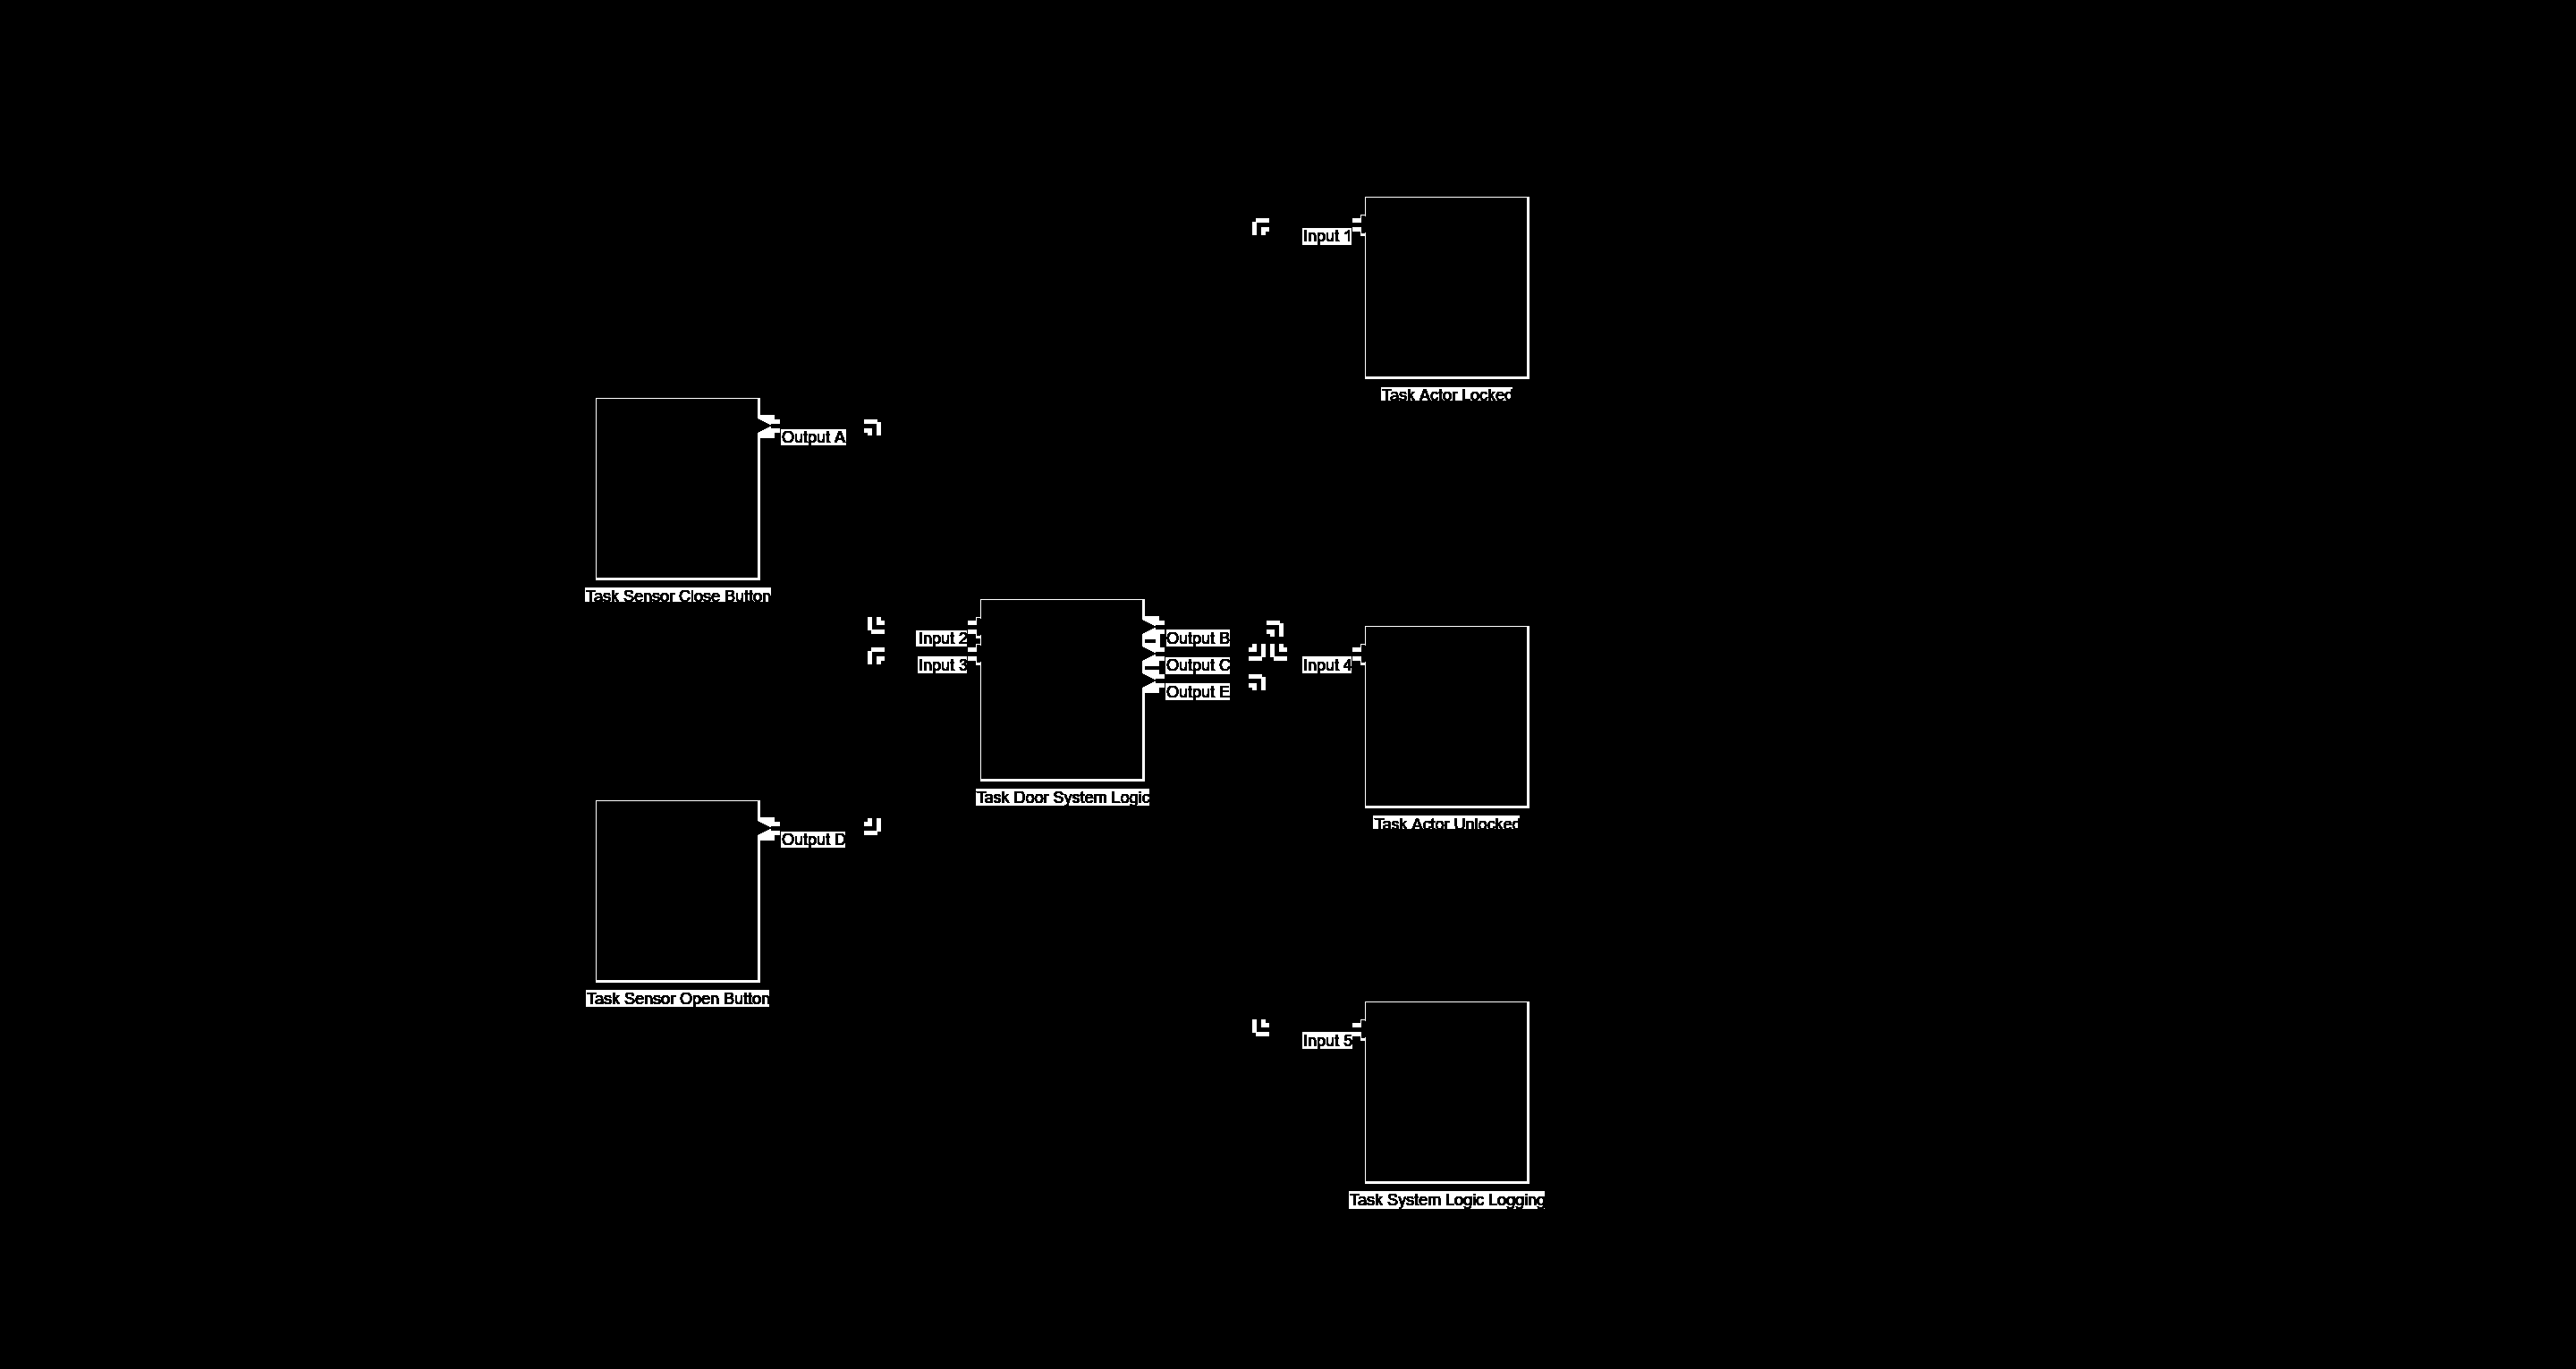 Input 1
Task Actor Locked
Output A
Task Sensor Close Button
Input 2
Output B
Input 3
Output C
Input 4
Output E
Task Door System Logic
Task Actor Unlocked
Output D
Task Sensor Open Button
Input 5
Task System Logic Logging